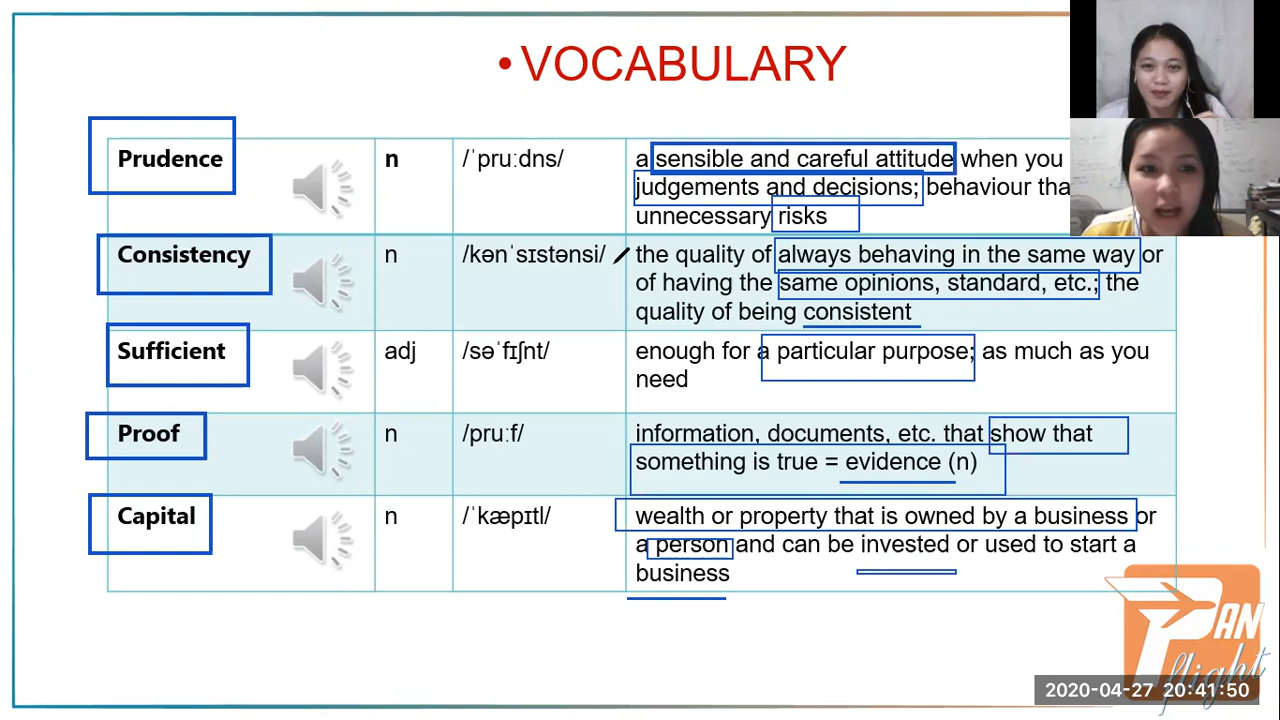 • VOCABULARY
Prudence n /ˈpruːdns/ a sensible and careful attitude when you
judgements and decisions; behaviour tha
unnecessary risks
Consistency n /kənˈsɪstənsi/ the quality of always behaving in the same way or
of having the same opinions, standard, etc.; the
quality of being consistent
Sufficient adj /səˈfɪʃnt/ enough for a particular purpose; as much as you
need
Proof n /pruːf/ information, documents, etc. that show that
something is true = evidence (n)
Capital n /ˈkæpɪtl/ wealth or property that is owned by a business or
a person and can be invested or used to start a
business
PAN
flight
2020-04-27 20:41:50